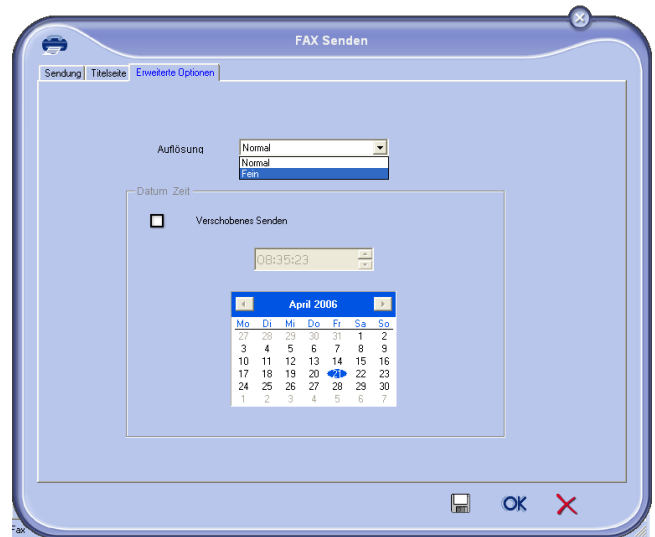 FAX Senden
Sendung Titelseite Erweiterte Optionen
Auflösung Normal
Normal
Fein
Datum Zeit
Verschobenes Senden
08:35:23
April 2006
Mo Di Mi Do Fr Sa So
27 28 29 30 31 1 2
3 4 5 6 7 8 9
10 11 12 13 14 15 16
17 18 19 20 21 22 23
24 25 26 27 28 29 30
1 2 3 4 5 6 7
OK
Fax